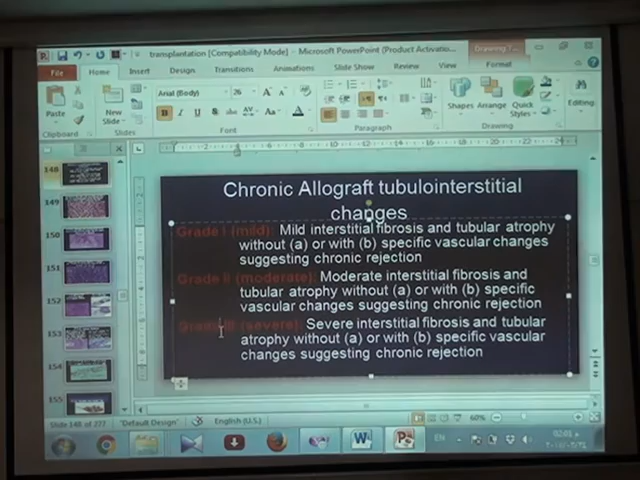 transplantation [Compatibility Mode] - Microsoft PowerPoint (Product Activatio...
Drawing T...
File
Home
Insert
Design
Transitions
Animations
Slide Show
Review
View
Format
Paste
New
Slide
Arial (Body)
26
Shapes
Arrange
Quick
Styles
Editing
Clipboard
Slides
Font
Paragraph
Drawing
148
149
150
151
152
153
154
155
Chronic Allograft tubulointerstitial
changes
Grade I (mild): Mild interstitial fibrosis and tubular atrophy
without (a) or with (b) specific vascular changes
suggesting chronic rejection
Grade II (moderate): Moderate interstitial fibrosis and
tubular atrophy without (a) or with (b) specific
vascular changes suggesting chronic rejection
Grade III (severe): Severe interstitial fibrosis and tubular
atrophy without (a) or with (b) specific vascular
changes suggesting chronic rejection
Slide 148 of 277
"Default Design"
English (U.S.)
60%
EN